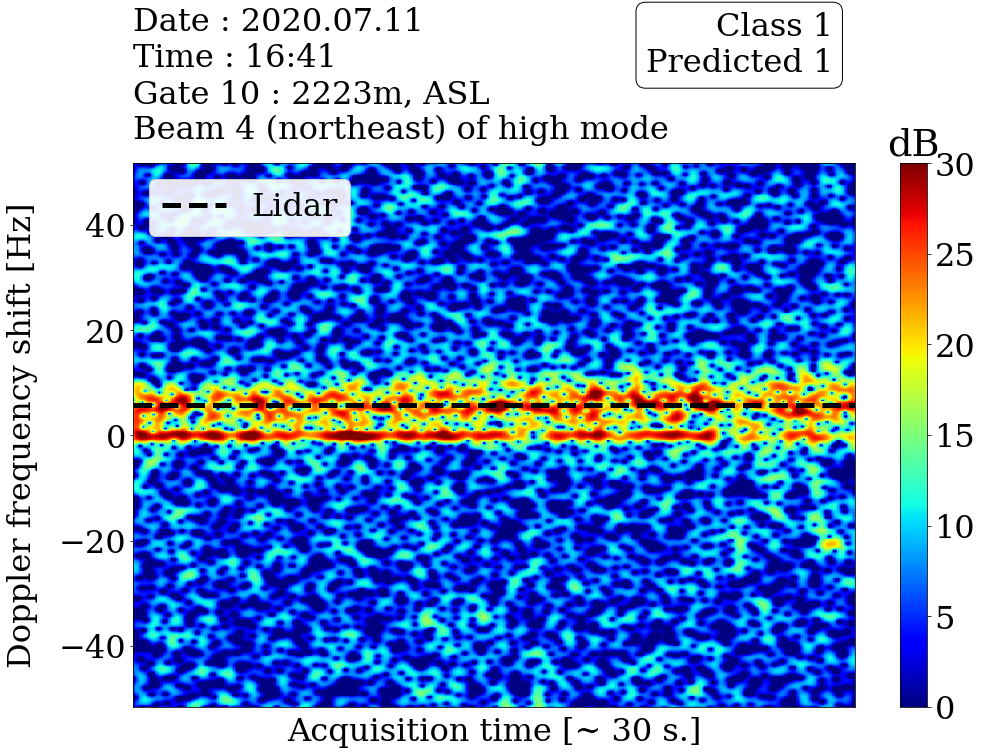 Date : 2020.07.11
Time : 16:41
Gate 10 : 2223m, ASL
Beam 4 (northeast) of high mode
Class 1
Predicted 1
dB
Lidar
Doppler frequency shift [Hz]
40
20
0
−20
−40
30
25
20
15
10
5
0
Acquisition time [~ 30 s.]